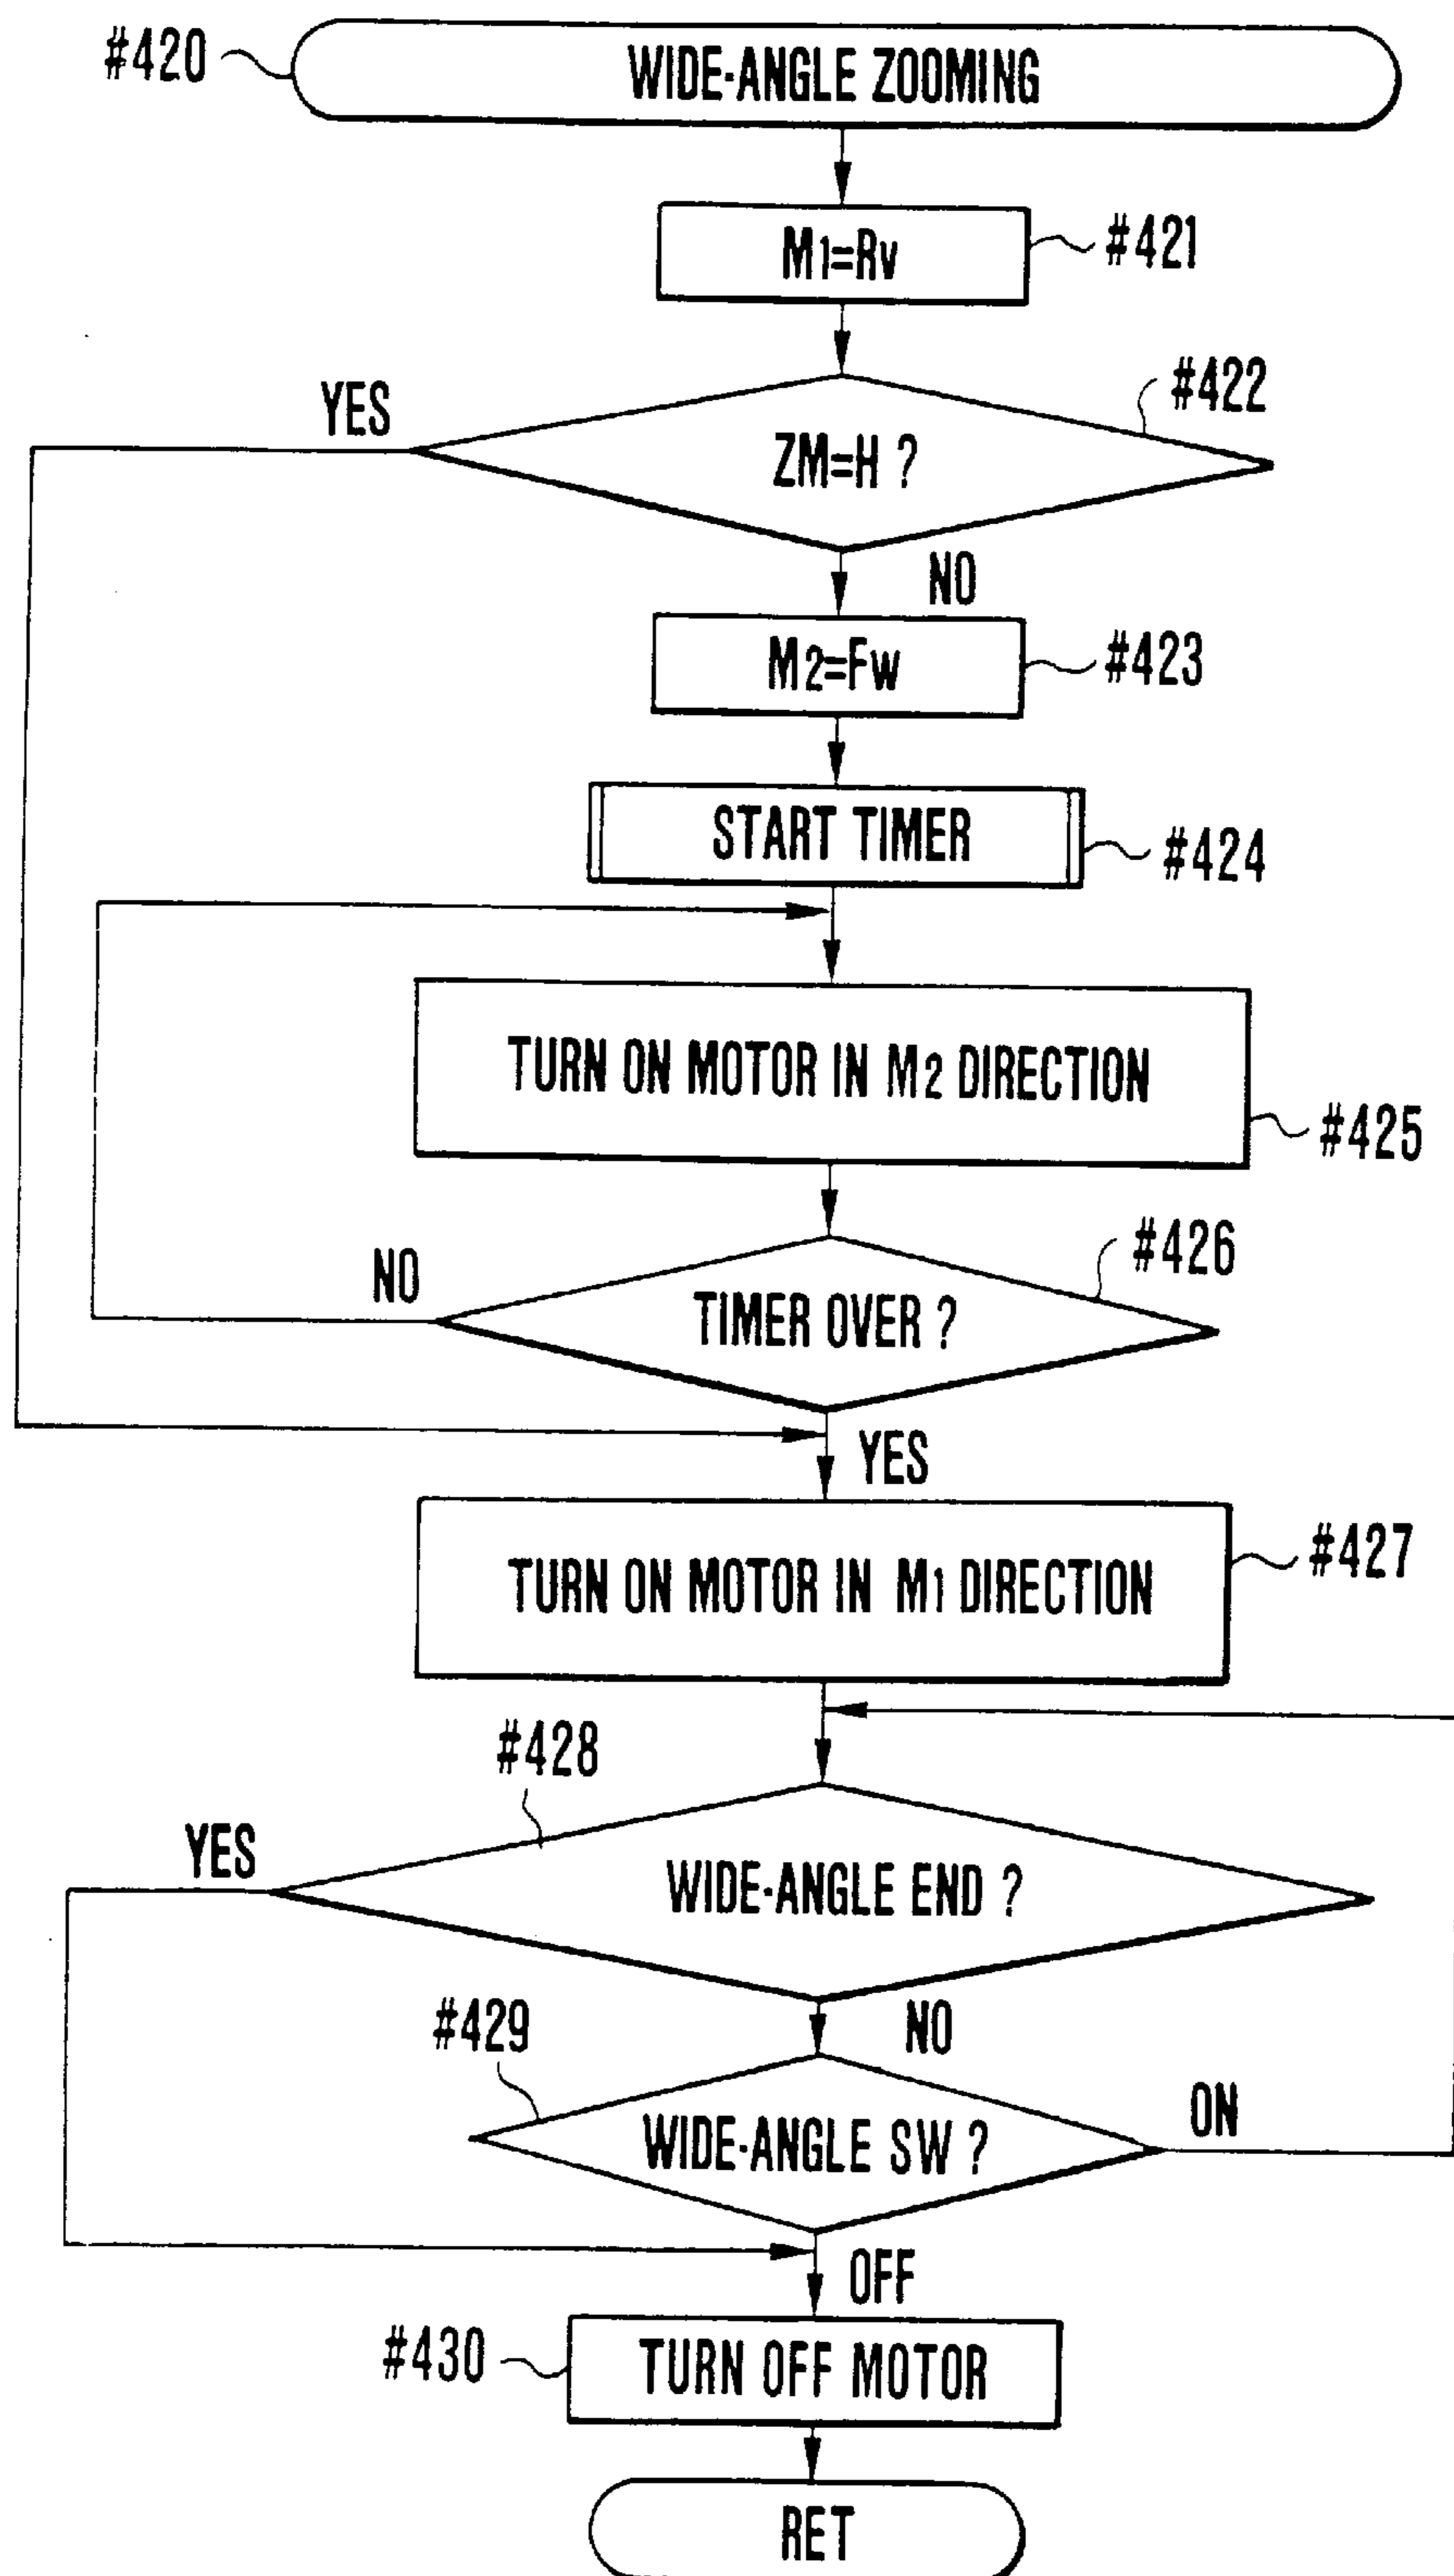 #420
WIDE-ANGLE ZOOMING
M1=Rv
#421
#422
YES
ZM=H ?
NO
M2=Fw
#423
START TIMER
#424
TURN ON MOTOR IN M2 DIRECTION
#425
#426
NO
TIMER OVER ?
YES
TURN ON MOTOR IN M1 DIRECTION
#427
#428
YES
WIDE-ANGLE END ?
NO
#429
WIDE-ANGLE SW ?
ON
OFF
#430
TURN OFF MOTOR
RET